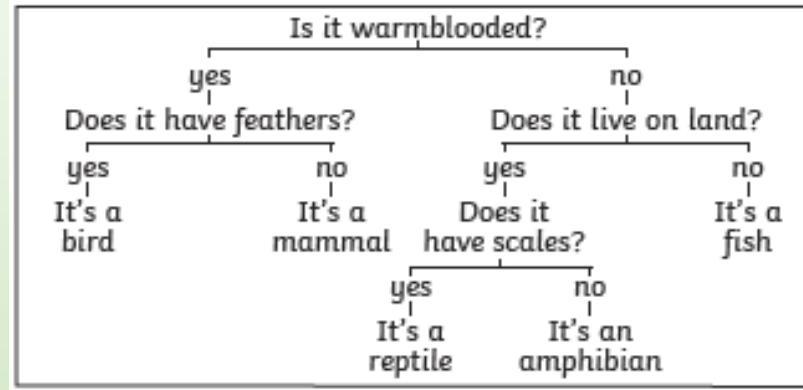 Is it warmblooded?
yes no
Does it have feathers? Does it live on land?
yes no yes no
It's a It's a Does it It's a
bird mammal have scales? fish
yes no
It's a It's an
reptile amphibian